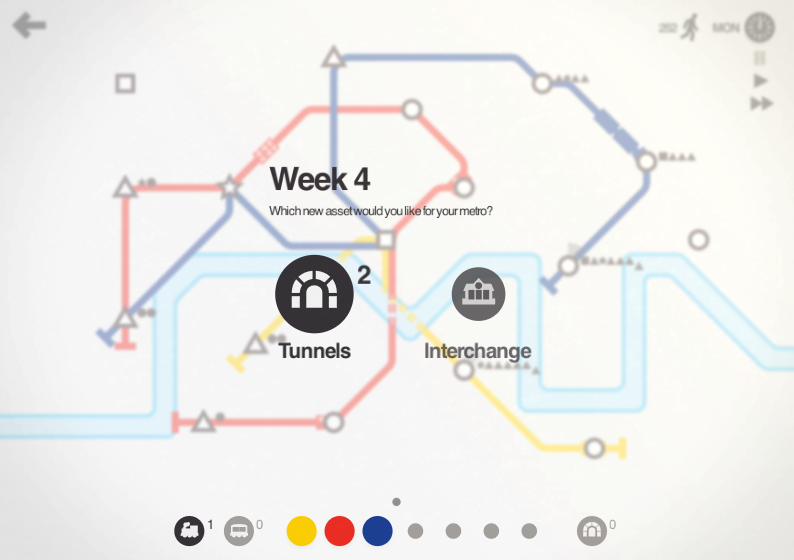 252
MON
Week 4
Which new asset would you like for your metro?
2
Tunnels
Interchange
1
0
0